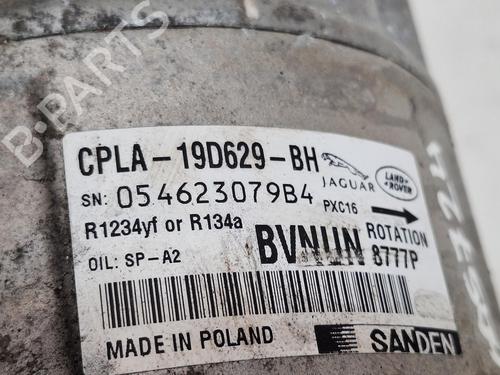 B-PARTS
CPLA-19D629-BH
JAGUAR
LAND ROVER
SN: 054623079B4
PXC16
R1234yf or R134a
ROTATION
OIL: SP-A2
8777P
MADE IN POLAND
SANDEN